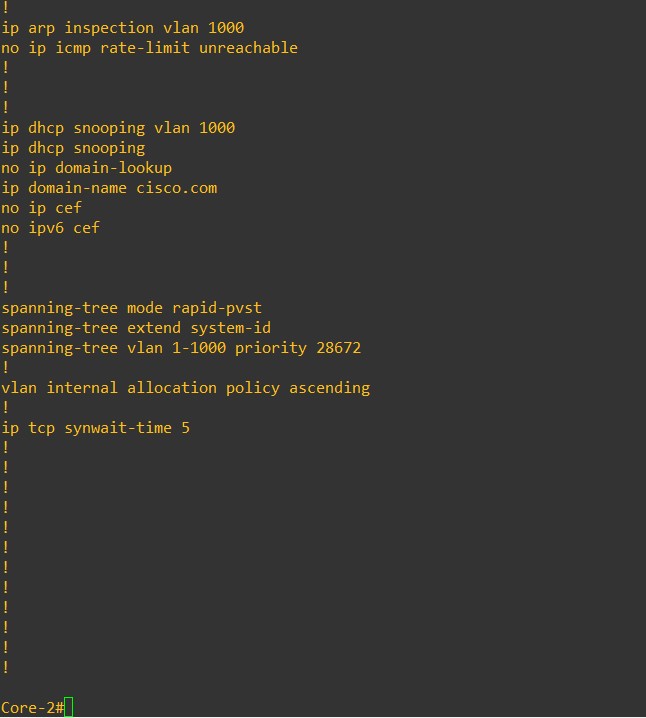 !
ip arp inspection vlan 1000
no ip icmp rate-limit unreachable
!
!
!
ip dhcp snooping vlan 1000
ip dhcp snooping
no ip domain-lookup
ip domain-name cisco.com
no ip cef
no ipv6 cef
!
!
!
spanning-tree mode rapid-pvst
spanning-tree extend system-id
spanning-tree vlan 1-1000 priority 28672
!
vlan internal allocation policy ascending
!
ip tcp synwait-time 5
!
!
!
!
!
!
!
!
!
!
!
!
Core-2#